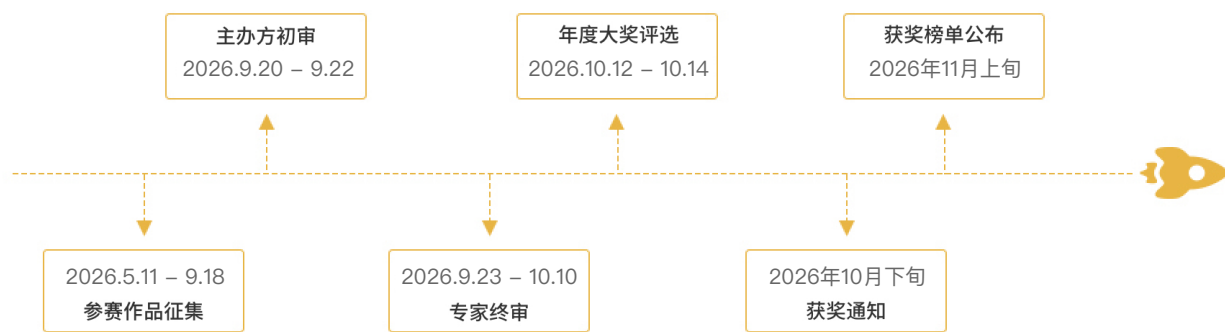 主办方初审
2026.9.20 – 9.22
年度大奖评选
2026.10.12 – 10.14
获奖榜单公布
2026年11月上旬
2026.5.11 – 9.18
参赛作品征集
2026.9.23 – 10.10
专家终审
2026年10月下旬
获奖通知